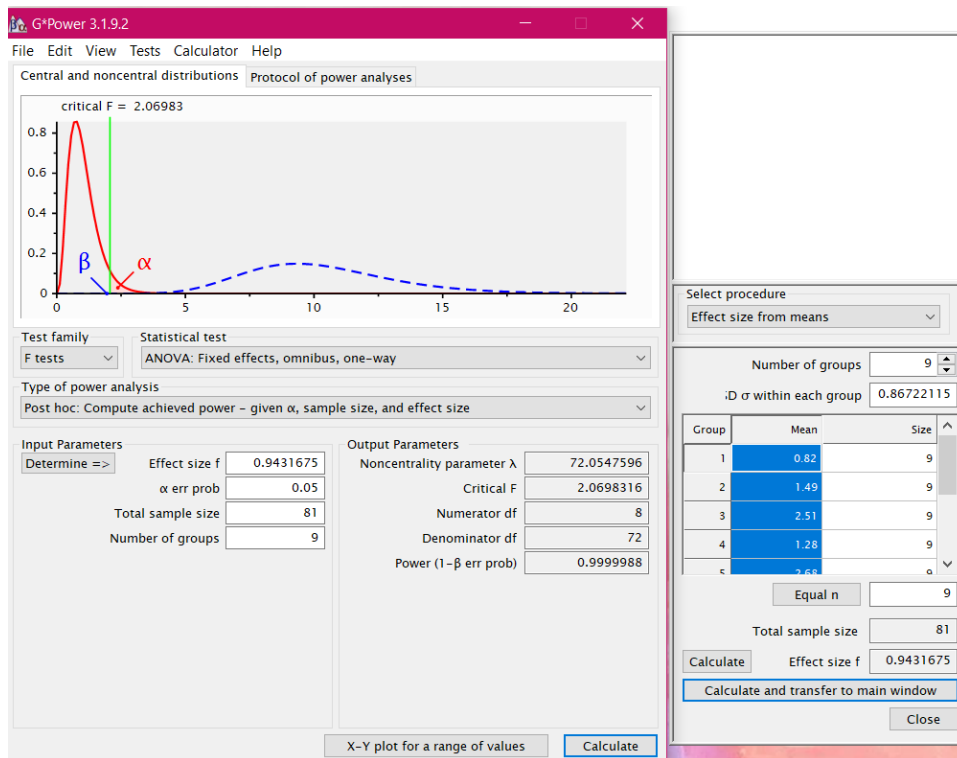 G*Power 3.1.9.2
File Edit View Tests Calculator Help
Central and noncentral distributions Protocol of power analyses
critical F = 2.06983
0.8
0.6
0.4
0.2
0
β α
0 5 10 15 20
Test family Statistical test
F tests ANOVA: Fixed effects, omnibus, one-way
Type of power analysis
Post hoc: Compute achieved power – given α, sample size, and effect size
Input Parameters
Determine => Effect size f 0.9431675
α err prob 0.05
Total sample size 81
Number of groups 9
Output Parameters
Noncentrality parameter λ 72.0547596
Critical F 2.0698316
Numerator df 8
Denominator df 72
Power (1-β err prob) 0.9999988
X-Y plot for a range of values Calculate
Select procedure
Effect size from means
Number of groups 9
D σ within each group 0.86722115
Group Mean Size
1 0.82 9
2 1.49 9
3 2.51 9
4 1.28 9
5 2.68 9
Equal n 9
Total sample size 81
Calculate Effect size f 0.9431675
Calculate and transfer to main window
Close